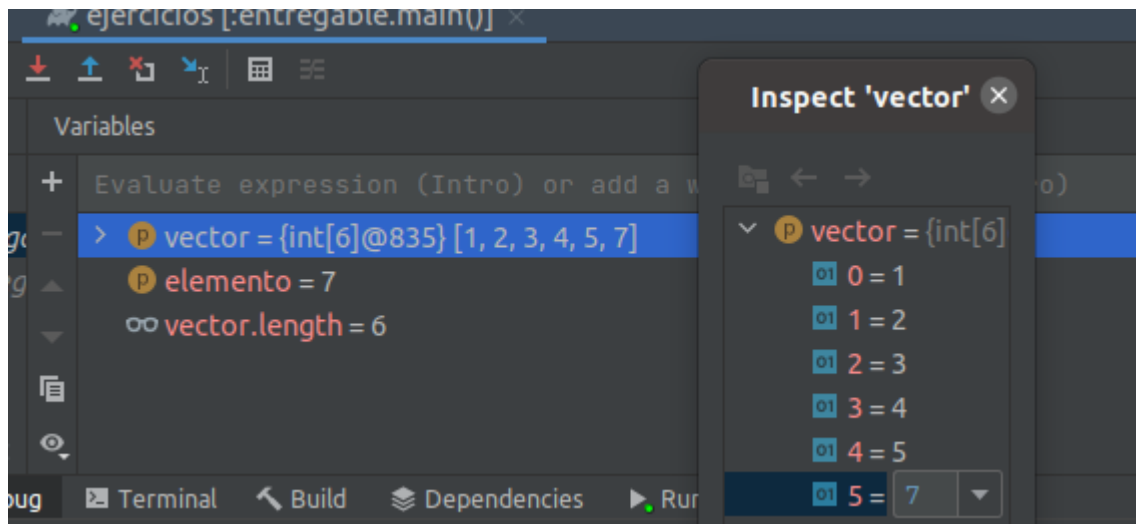 ejercicios [:entregable.main()]
Variables
Evaluate expression (Intro) or add a w
vector = {int[6]@835} [1, 2, 3, 4, 5, 7]
elemento = 7
vector.length = 6
Terminal Build Dependencies
Inspect 'vector'
o)
vector = {int[6]
0 = 1
1 = 2
2 = 3
3 = 4
4 = 5
5 = 7